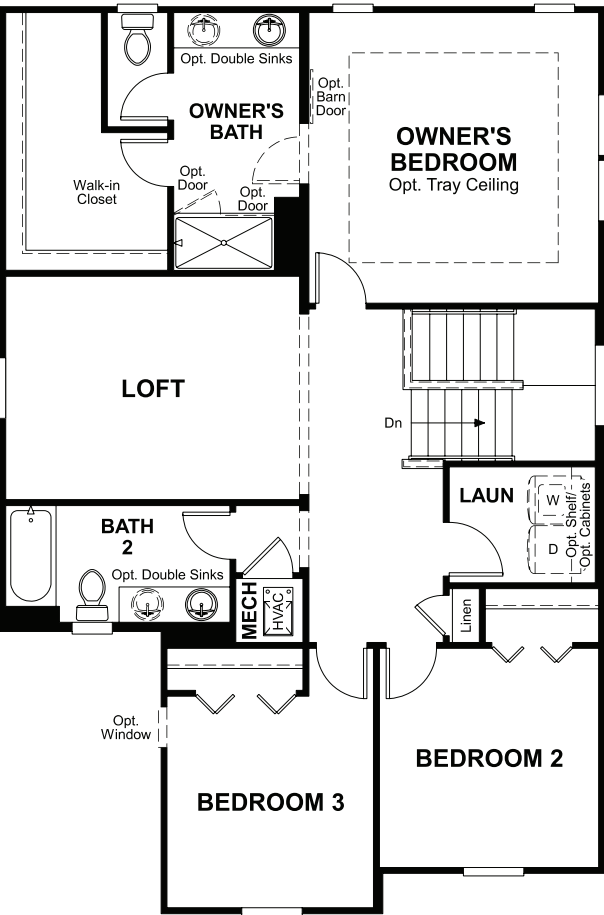 Opt. Double Sinks
OWNER'S
BATH
Opt.
Barn
Door
OWNER'S
BEDROOM
Opt. Tray Ceiling
Walk-in
Closet
Opt.
Door
Opt.
Door
LOFT
Dn
LAUN
W
D
Opt. Shelf/
Opt. Cabinets
BATH
2
Opt. Double Sinks
MECH
HVAC
Linen
Opt.
Window
BEDROOM 2
BEDROOM 3